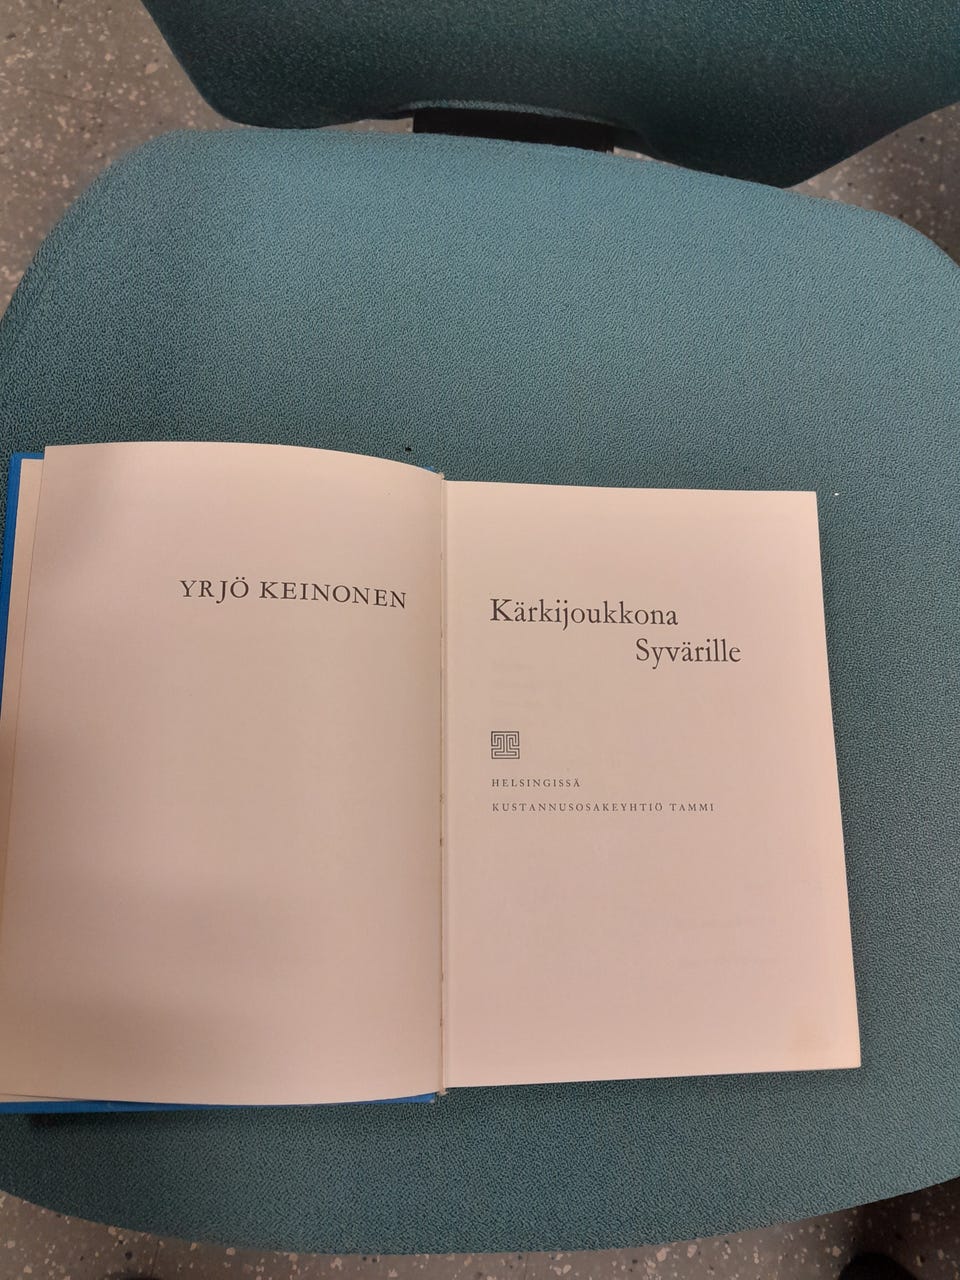 YRJÖ KEINONEN
Kärkijoukkona
Syvärille
HELSINGISSÄ
KUSTANNUSOSAKEYHTIÖ TAMMI